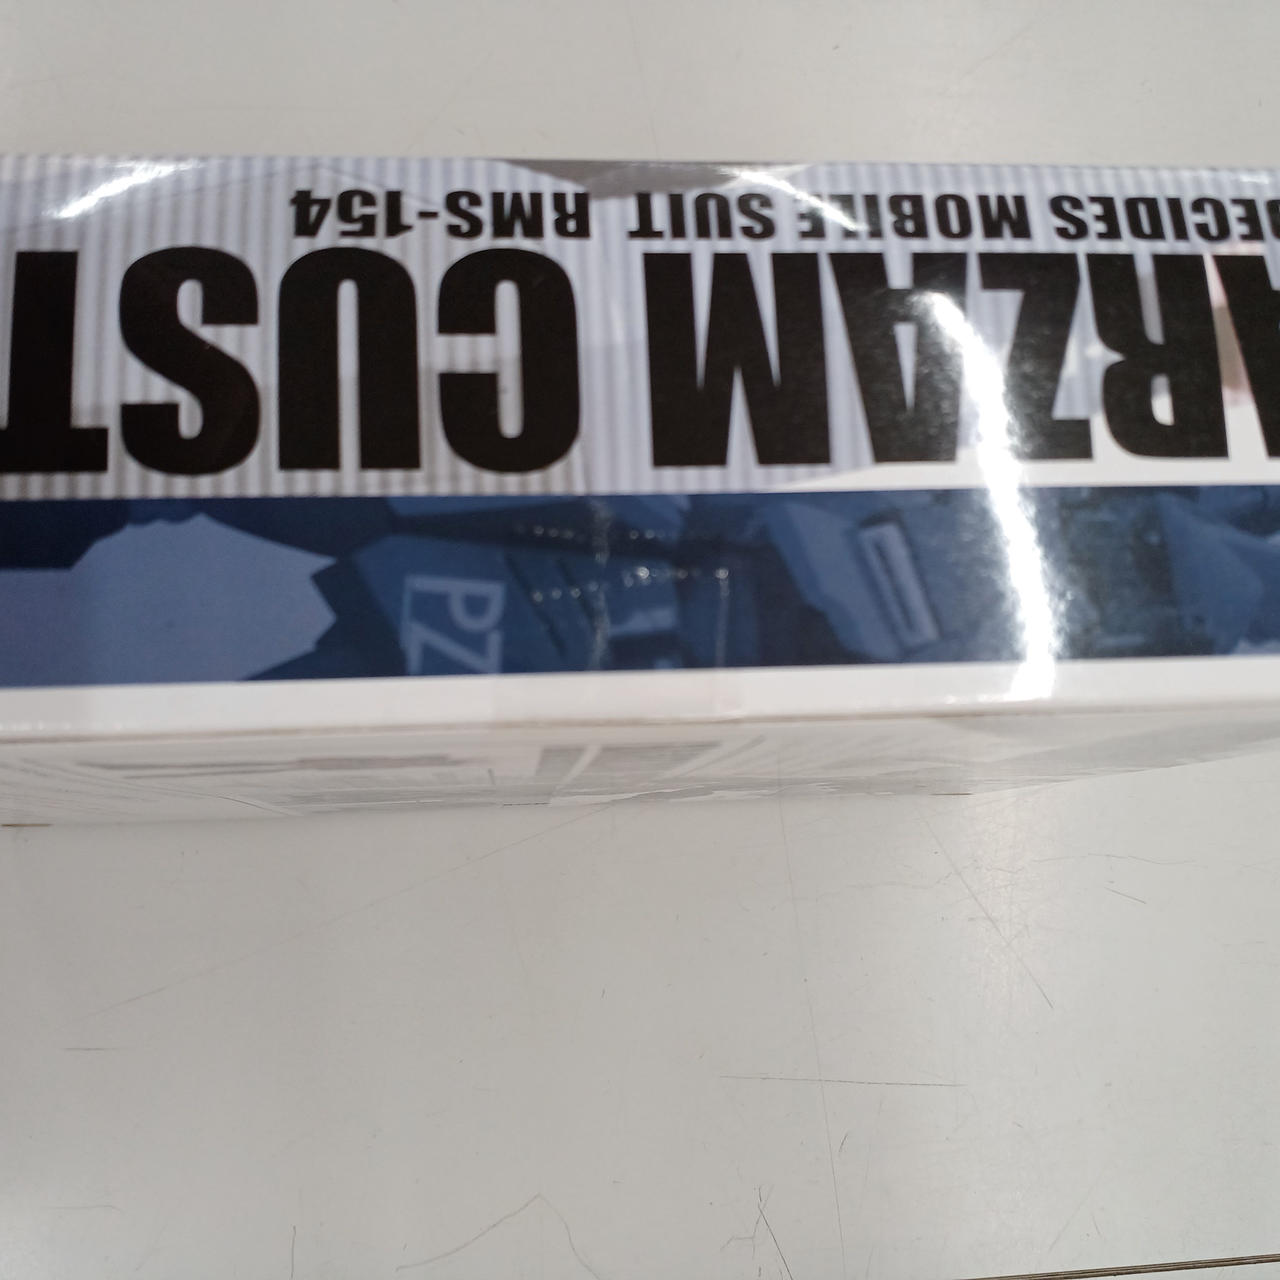 DECIDES MOBILE SUIT RMS-154
ARZAM CUST
PZ